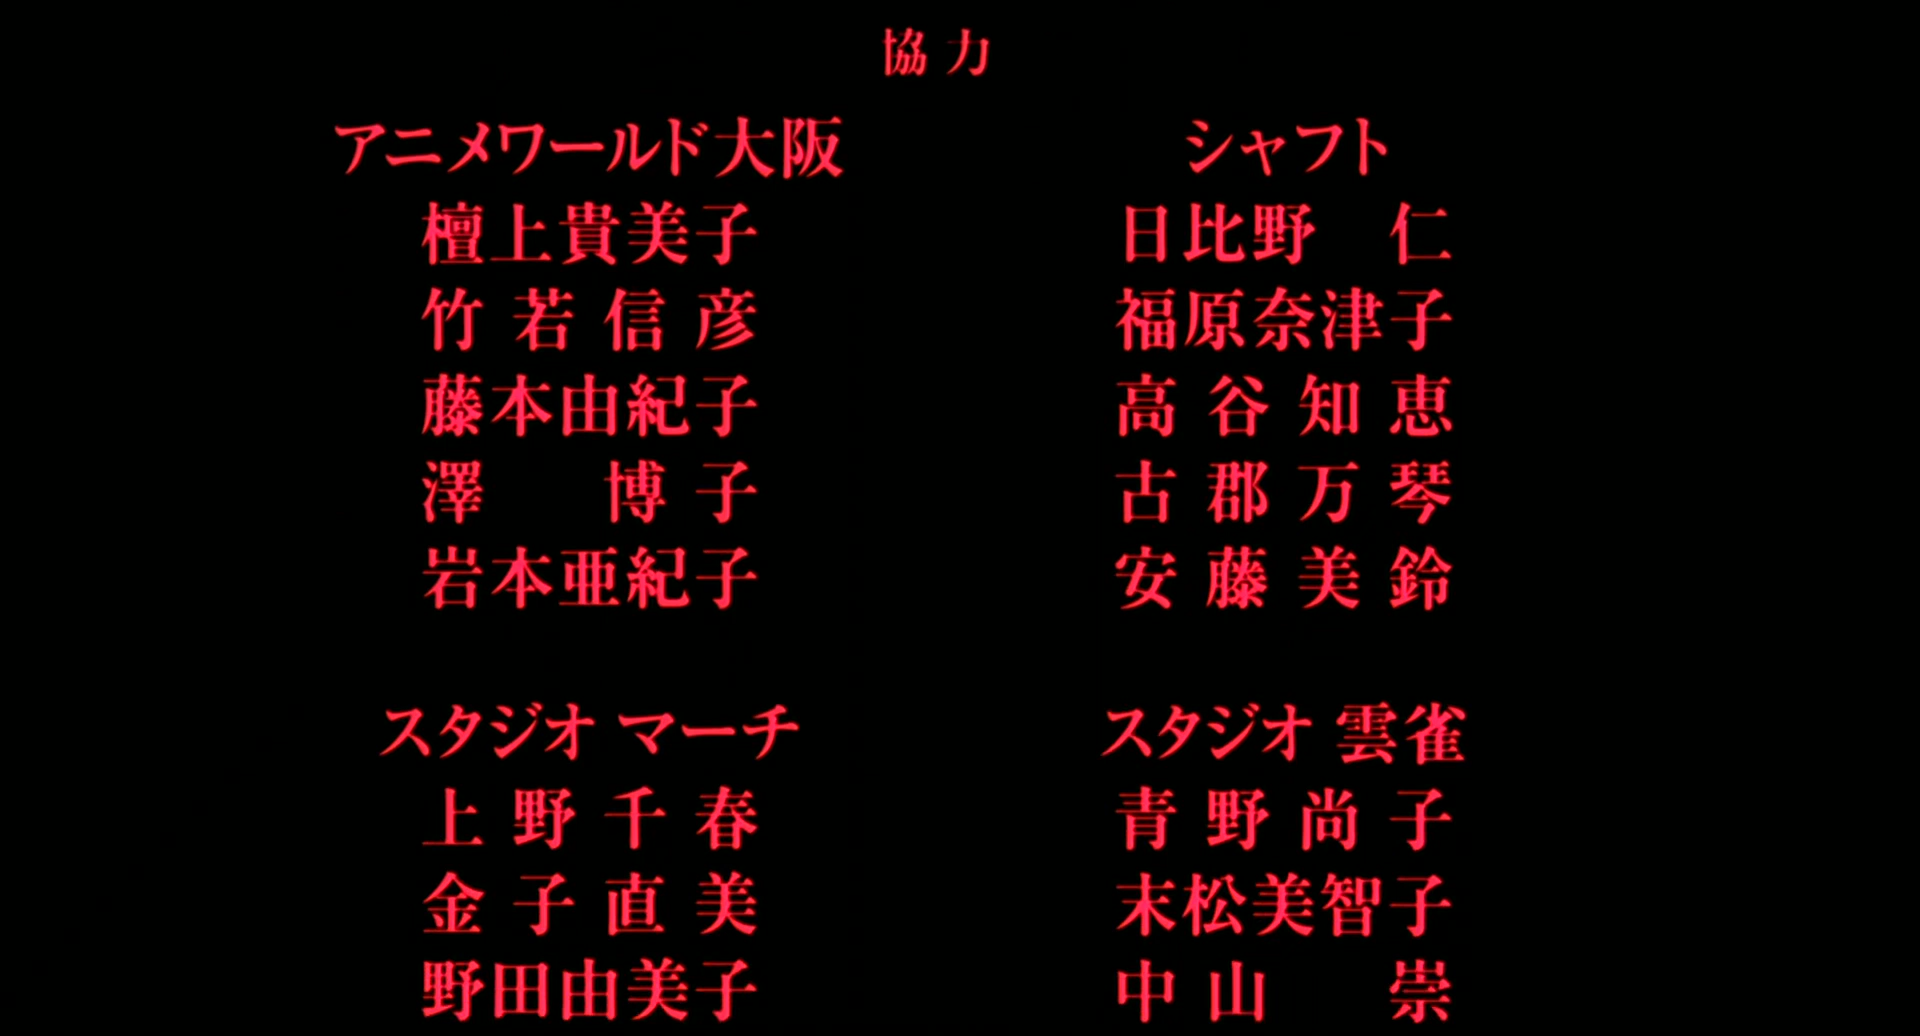 協力
アニメワールド大阪
檀上貴美子
竹若信彦
藤本由紀子
澤 博子
岩本亜紀子
シャフト
日比野 仁
福原奈津子
高谷知恵
古郡万琴
安藤美鈴
スタジオ マーチ
上野千春
金子直美
野田由美子
スタジオ 雲雀
青野尚子
末松美智子
中山 崇